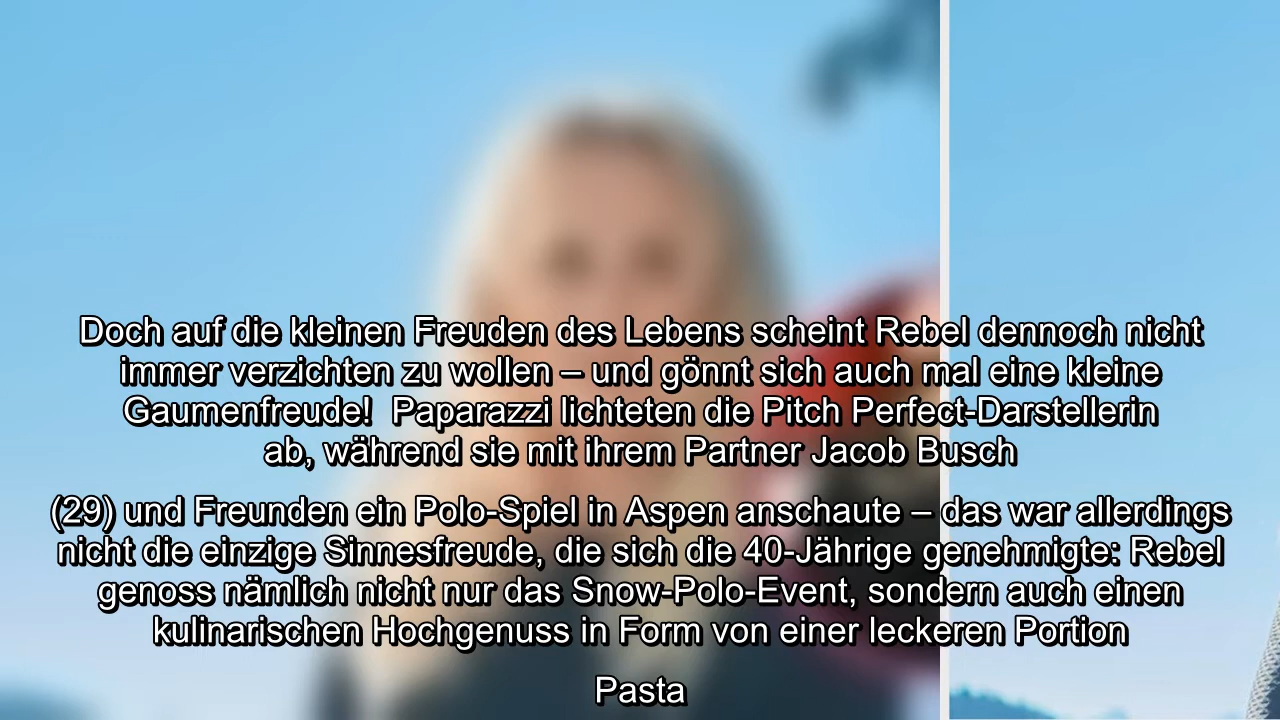 Doch auf die kleinen Freuden des Lebens scheint Rebel dennoch nicht
immer verzichten zu wollen – und gönnt sich auch mal eine kleine
Gaumenfreude!  Paparazzi lichteten die Pitch Perfect-Darstellerin
ab, während sie mit ihrem Partner Jacob Busch
(29) und Freunden ein Polo-Spiel in Aspen anschaute – das war allerdings
nicht die einzige Sinnesfreude, die sich die 40-Jährige genehmigte: Rebel
genoss nämlich nicht nur das Snow-Polo-Event, sondern auch einen
kulinarischen Hochgenuss in Form von einer leckeren Portion
Pasta